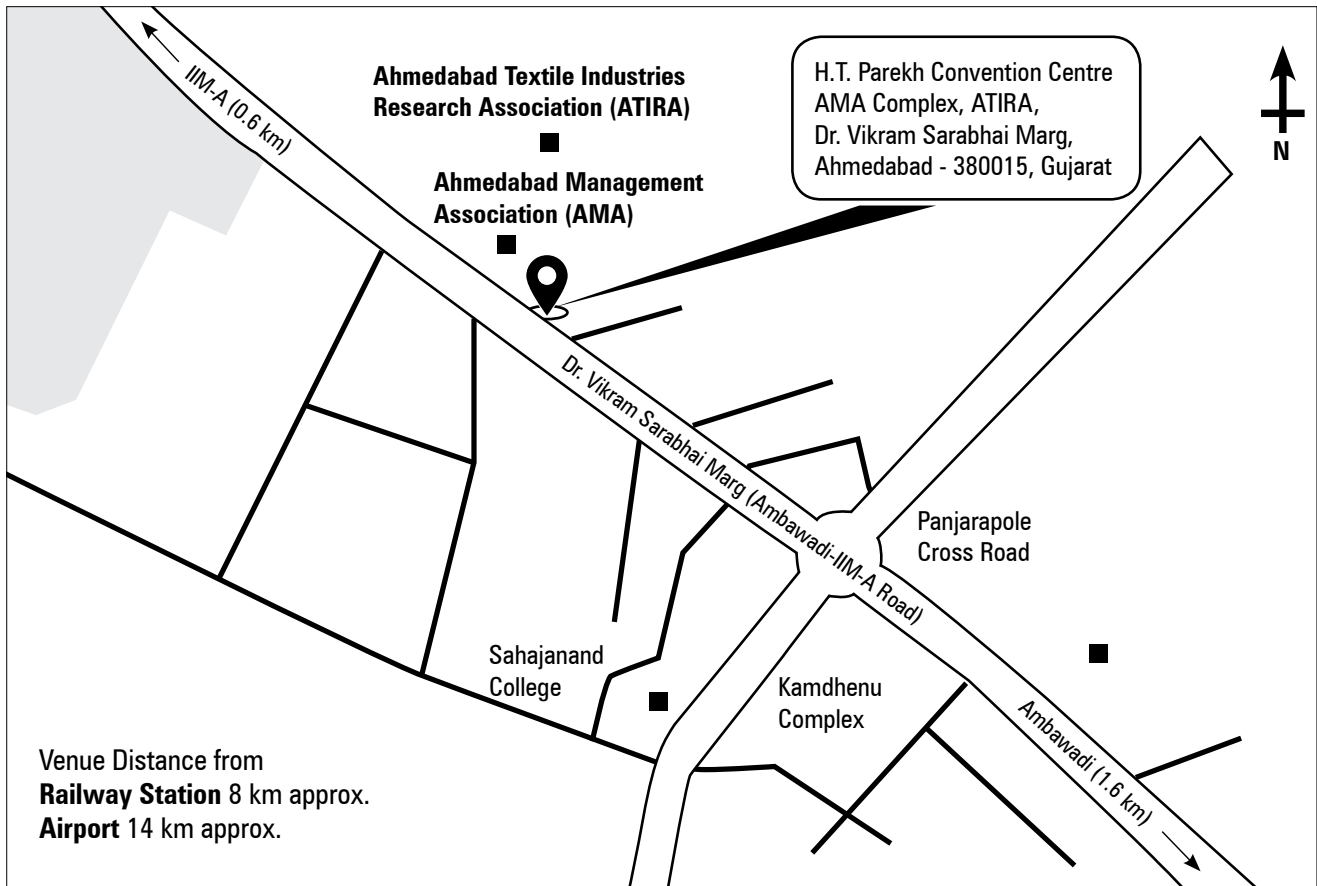 IIM-A (0.6 km)
Ahmedabad Textile Industries
Research Association (ATIRA)
Ahmedabad Management
Association (AMA)
H.T. Parekh Convention Centre
AMA Complex, ATIRA,
Dr. Vikram Sarabhai Marg,
Ahmedabad - 380015, Gujarat
N
Dr. Vikram Sarabhai Marg (Ambawadi-IIM-A Road)
Panjarapole
Cross Road
Sahajanand
College
Kamdhenu
Complex
Ambawadi (1.6 km)
Venue Distance from
Railway Station 8 km approx.
Airport 14 km approx.